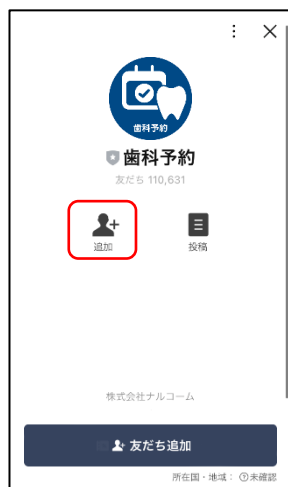 歯科予約
歯科予約
友だち 110,631
追加
投稿
株式会社ナルコーム
友だち追加
所在国・地域： ?未確認